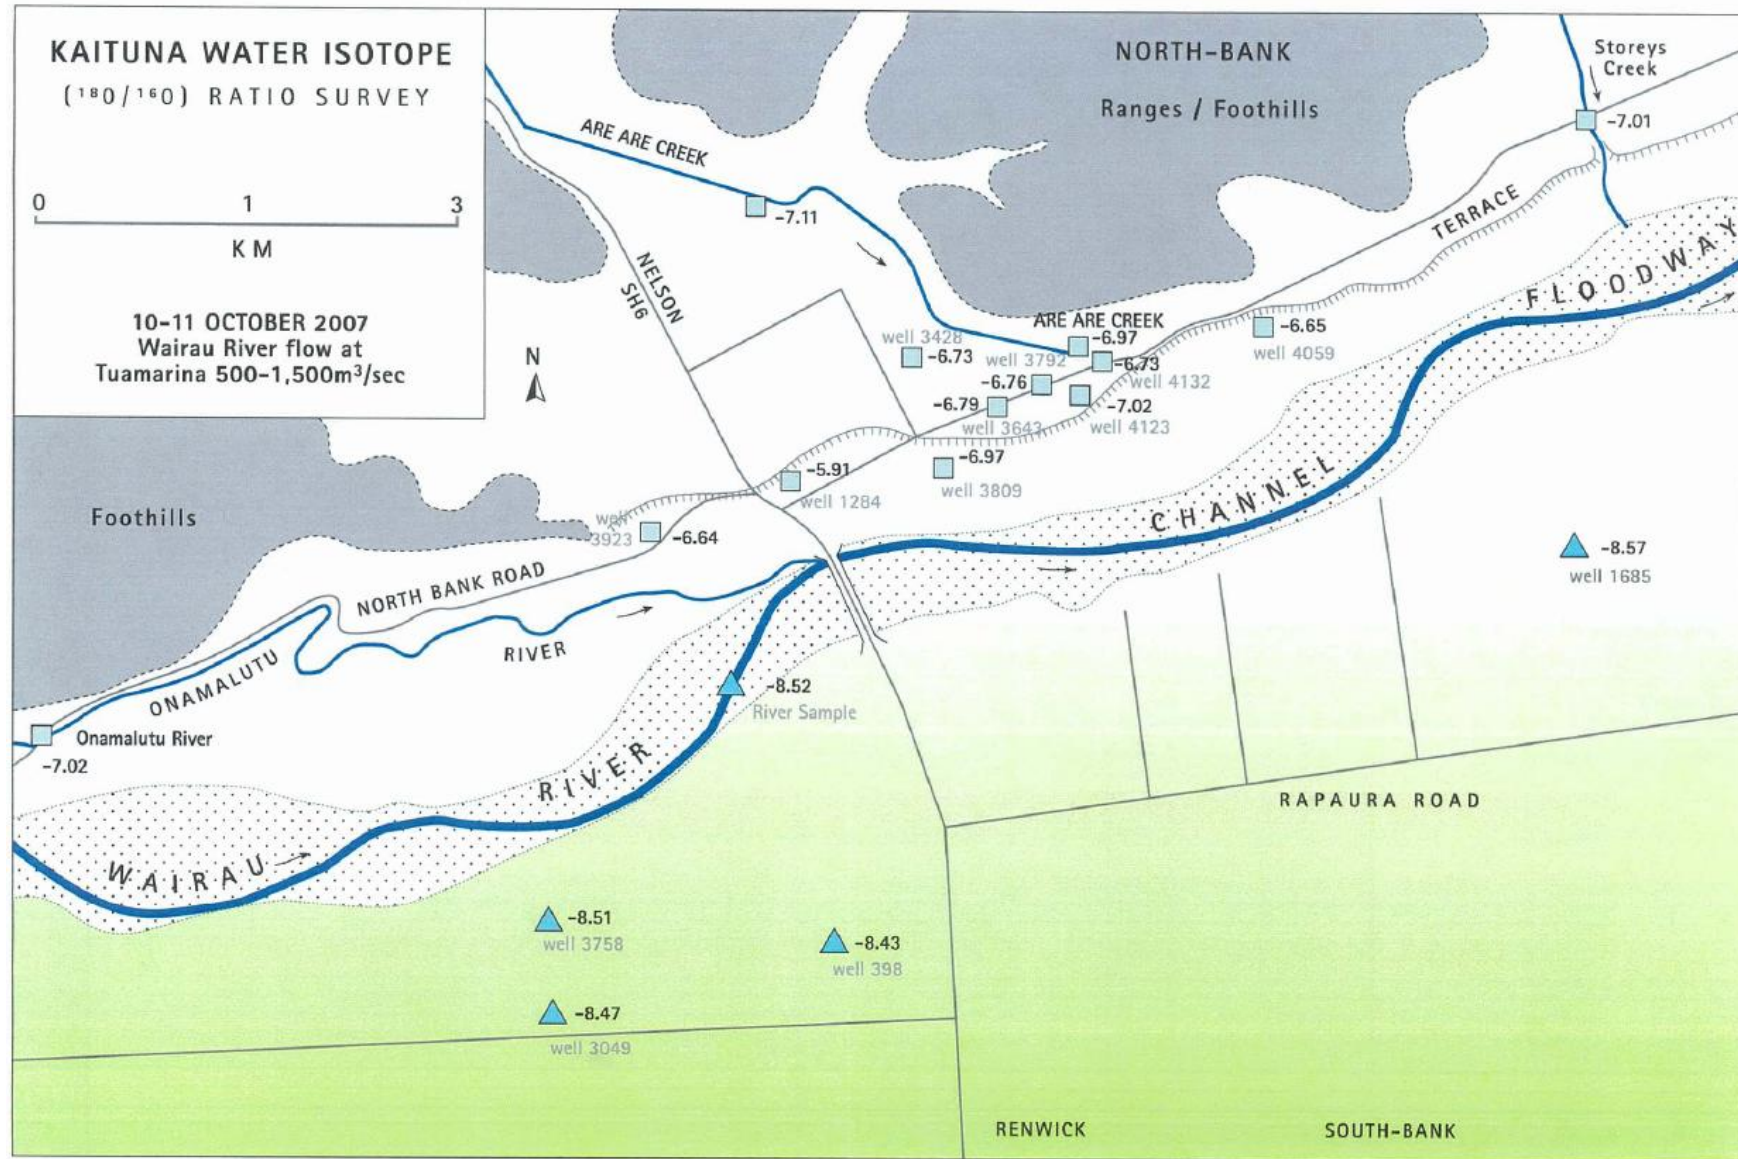 KAITUNA WATER ISOTOPE
(¹⁸0/¹⁶0) RATIO SURVEY
0 1 3
KM
10-11 OCTOBER 2007
Wairau River flow at
Tuamarina 500-1,500m³/sec
N
NORTH-BANK
Ranges / Foothills
Storeys
Creek
-7.01
ARE ARE CREEK
-7.11
NELSON
SH6
TERRACE
FLOODWAY
ARE ARE CREEK
-6.97
well 3428
-6.73
well 3792
-6.73
well 4132
-6.65
well 4059
-6.76
-6.79
well 3643
-7.02
well 4123
-6.97
well 3809
-5.91
well 1284
CHANNEL
Foothills
well
3923
-6.64
NORTH BANK ROAD
-8.57
well 1685
RIVER
ONAMALUTU
-8.52
River Sample
Onamalutu River
-7.02
RIVER
WAIRAU
RAPAURA ROAD
-8.51
well 3758
-8.43
well 398
-8.47
well 3049
RENWICK
SOUTH-BANK